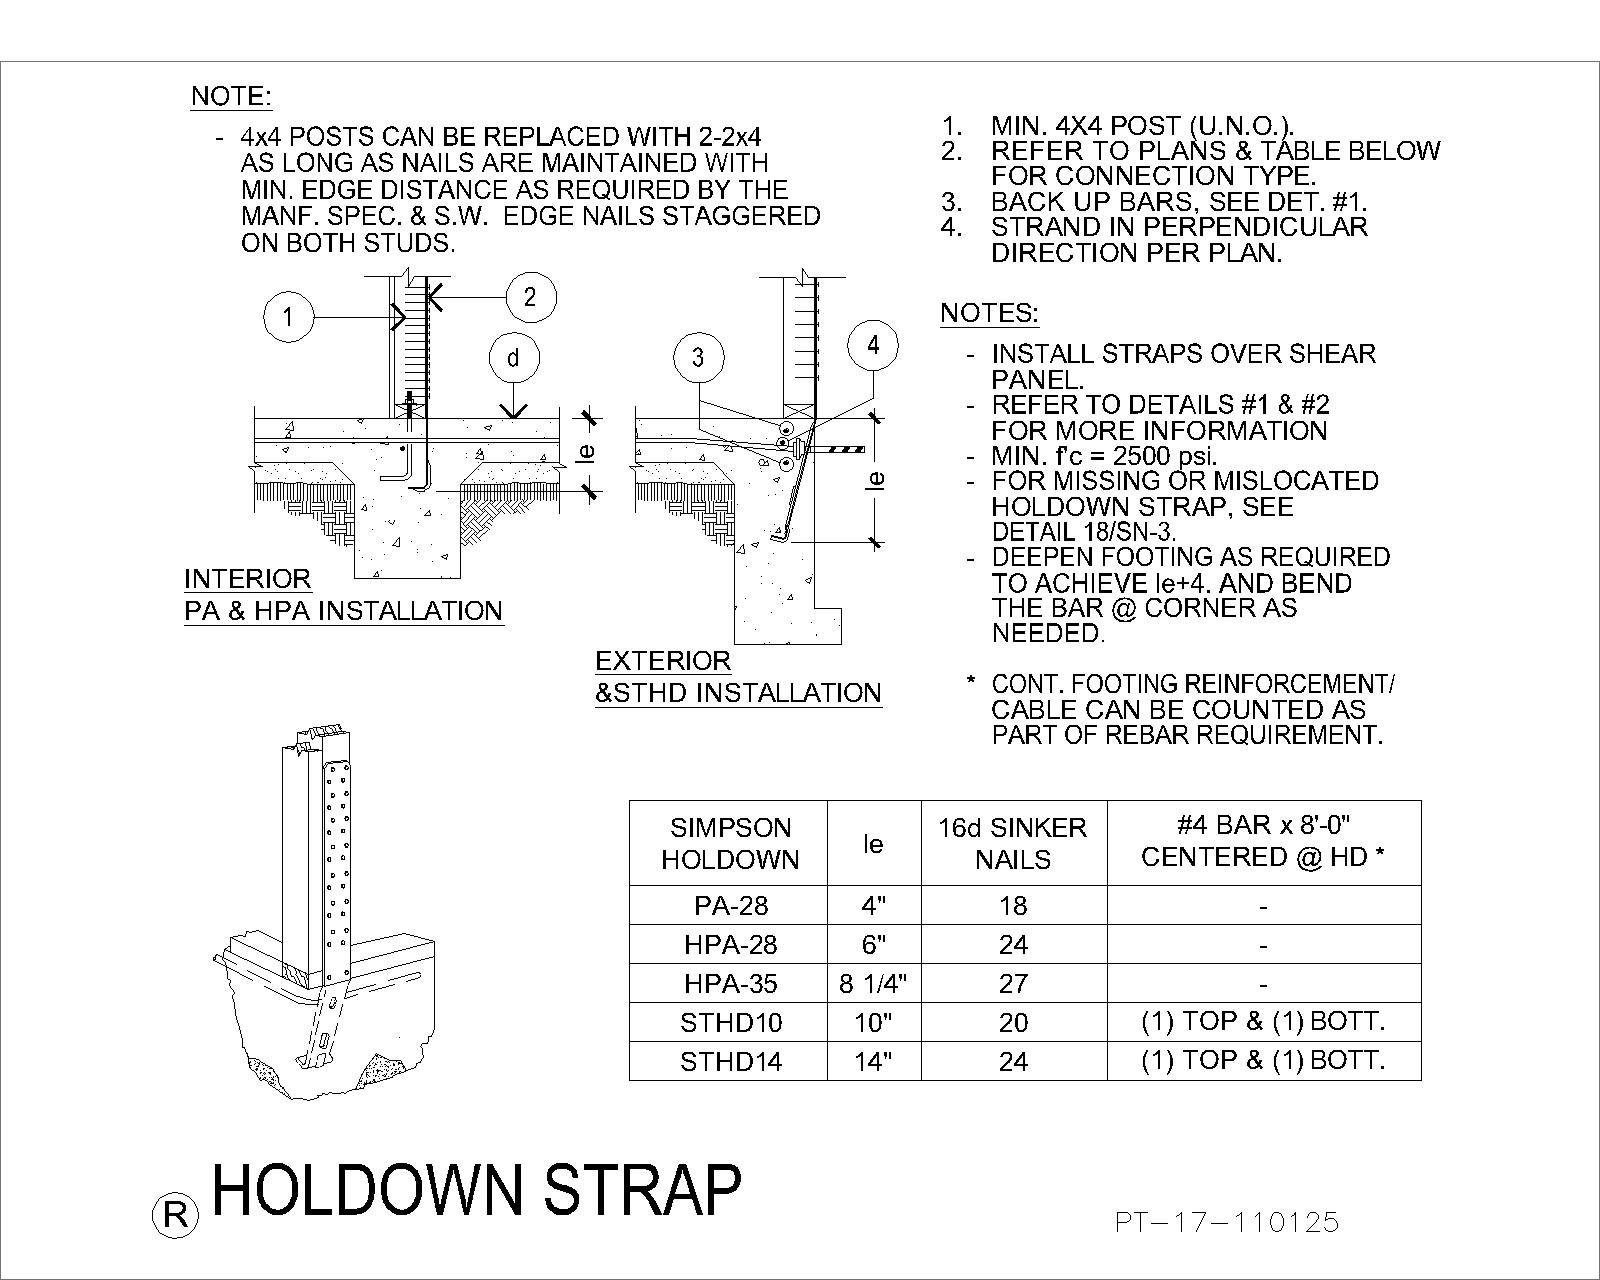 NOTE:
- 4x4 POSTS CAN BE REPLACED WITH 2-2x4
AS LONG AS NAILS ARE MAINTAINED WITH
MIN. EDGE DISTANCE AS REQUIRED BY THE
MANF. SPEC. & S.W. EDGE NAILS STAGGERED
ON BOTH STUDS.
1. MIN. 4X4 POST (U.N.O.).
2. REFER TO PLANS & TABLE BELOW
FOR CONNECTION TYPE.
3. BACK UP BARS, SEE DET. #1.
4. STRAND IN PERPENDICULAR
DIRECTION PER PLAN.
NOTES:
- INSTALL STRAPS OVER SHEAR
PANEL.
- REFER TO DETAILS #1 & #2
FOR MORE INFORMATION
- MIN. f'c = 2500 psi.
- FOR MISSING OR MISLOCATED
HOLDOWN STRAP, SEE
DETAIL 18/SN-3.
- DEEPEN FOOTING AS REQUIRED
TO ACHIEVE le+4. AND BEND
THE BAR @ CORNER AS
NEEDED.
* CONT. FOOTING REINFORCEMENT/
CABLE CAN BE COUNTED AS
PART OF REBAR REQUIREMENT.
1
2
d
le
3
4
le
INTERIOR
PA & HPA INSTALLATION
EXTERIOR
&STHD INSTALLATION
SIMPSON HOLDOWN le 16d SINKER NAILS #4 BAR x 8'-0" CENTERED @ HD *
PA-28 4" 18 -
HPA-28 6" 24 -
HPA-35 8 1/4" 27 -
STHD10 10" 20 (1) TOP & (1) BOTT.
STHD14 14" 24 (1) TOP & (1) BOTT.
R HOLDOWN STRAP
PT-17-110125